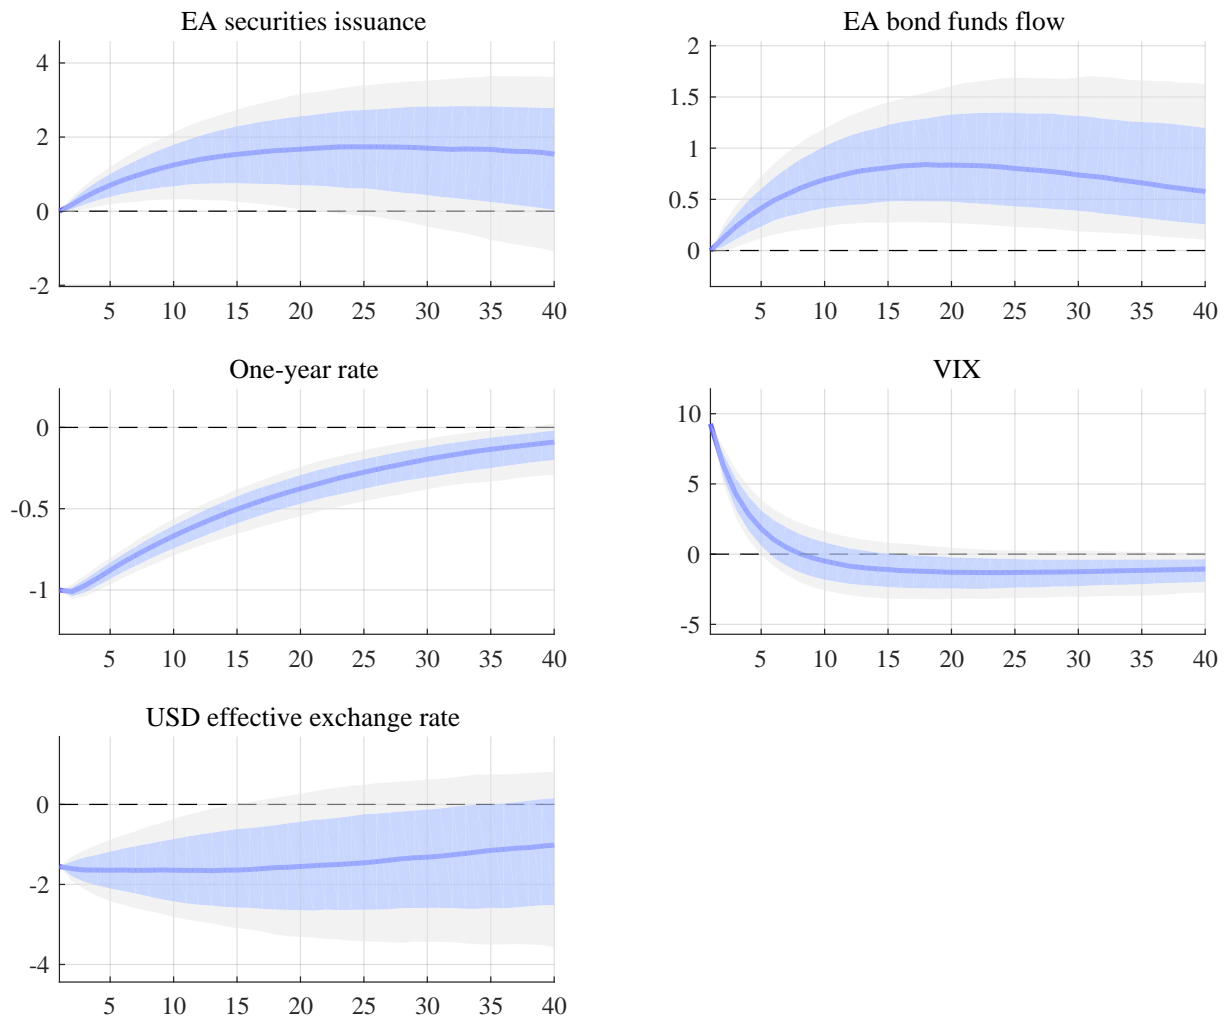 EA securities issuance
4
2
0
-2
5 10 15 20 25 30 35 40
EA bond funds flow
2
1.5
1
0.5
0
5 10 15 20 25 30 35 40
One-year rate
0
-0.5
-1
5 10 15 20 25 30 35 40
VIX
10
5
0
-5
5 10 15 20 25 30 35 40
USD effective exchange rate
0
-2
-4
5 10 15 20 25 30 35 40